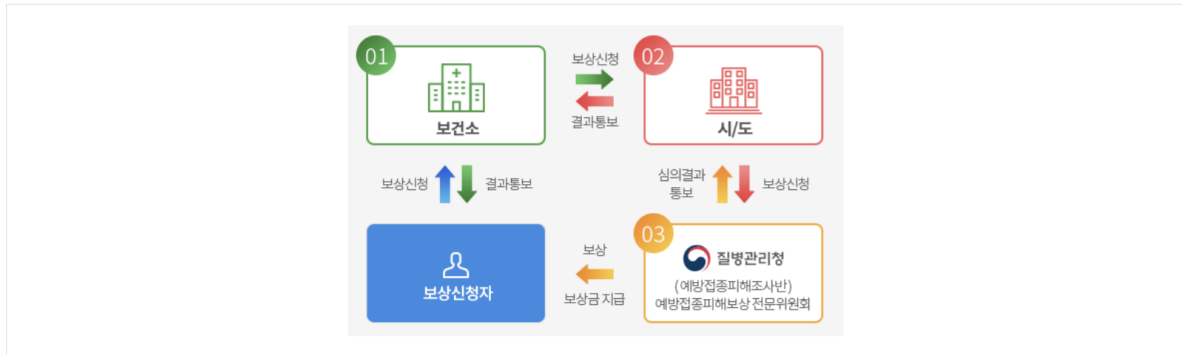 01
보건소
보상신청
결과통보
02
시/도
보상신청
결과통보
심의결과
통보
보상신청
보상신청자
보상
보상금 지급
03
질병관리청
(예방접종피해조사반)
예방접종피해보상 전문위원회